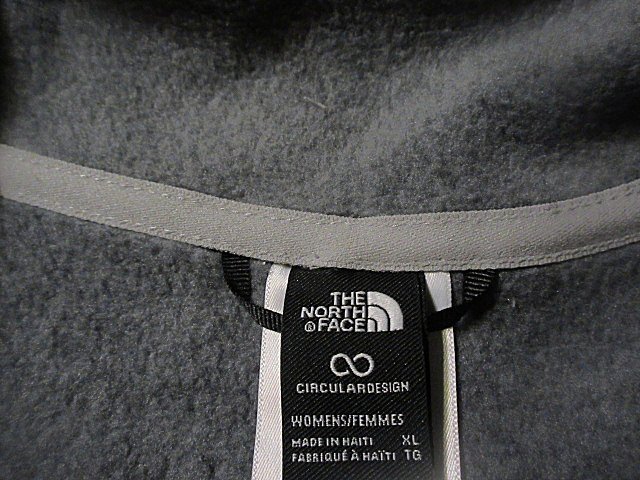 THE
NORTH
FACE
CIRCULARDESIGN
WOMENS/FEMMES
MADE IN HAITI XL
FABRIQUÉ À HAÏTI TG